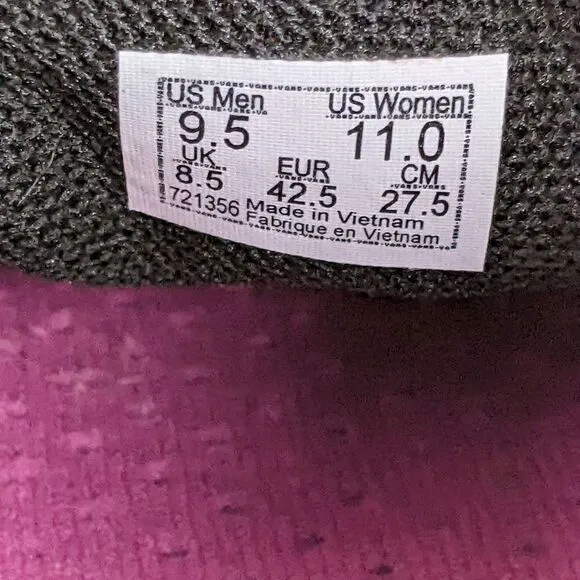 US Men US Women
9.5 11.0
UK EUR CM
8.5 42.5 27.5
721356 Made in Vietnam
Fabrique en Vietnam